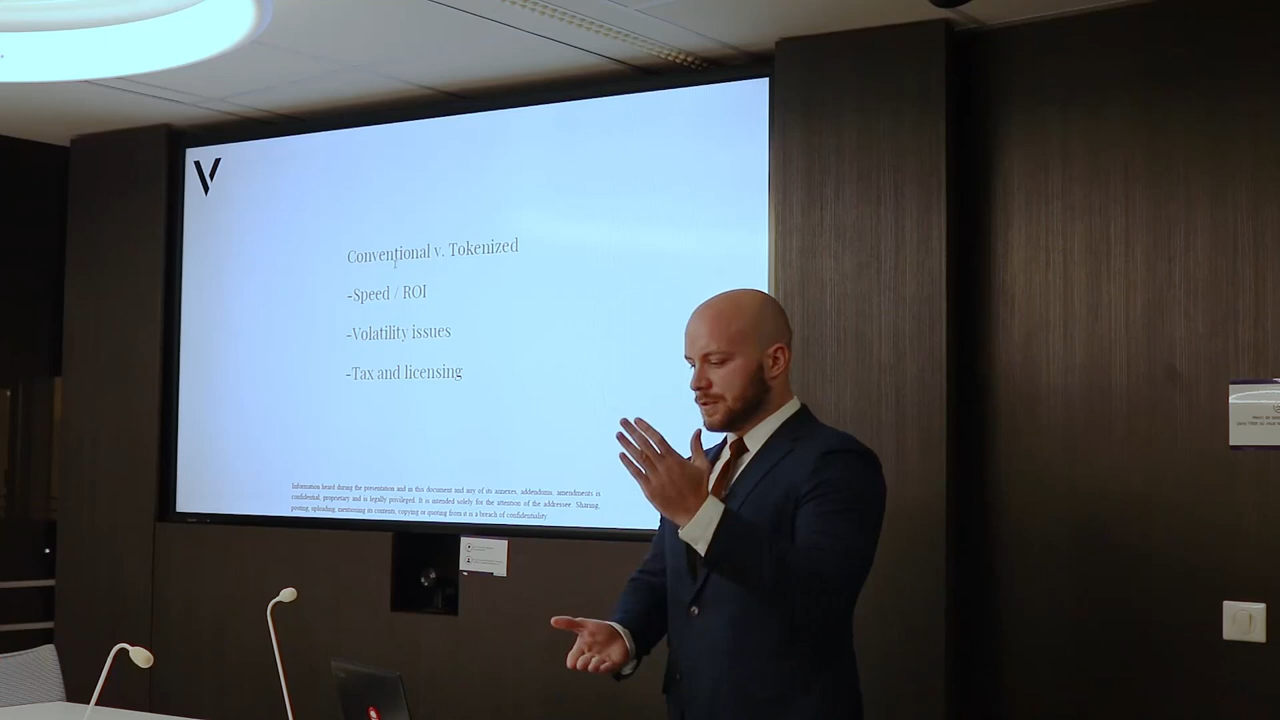 V
Conventional v. Tokenized
-Speed / ROI
-Volatility issues
-Tax and licensing
Information heard during the presentation and in this document and any of its annexes, addendums, amendments is
confidential, proprietary and is legally privileged. It is intended solely for the attention of the addressee. Sharing,
posting, uploading, mentioning its contents, copying or quoting from it is a breach of confidentiality